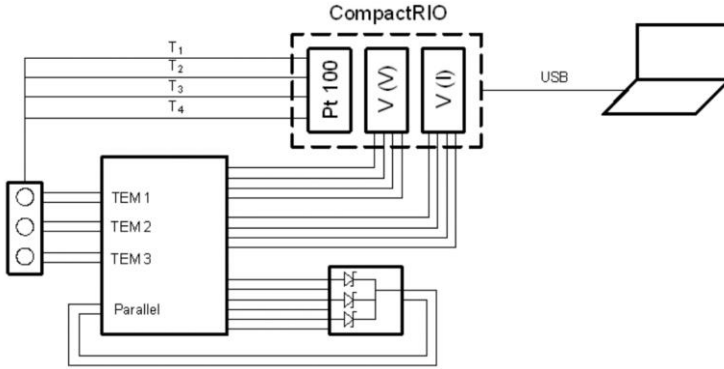 CompactRIO
T1
T2
T3
T4
Pt 100
V (V)
V (I)
USB
TEM 1
TEM 2
TEM 3
Parallel